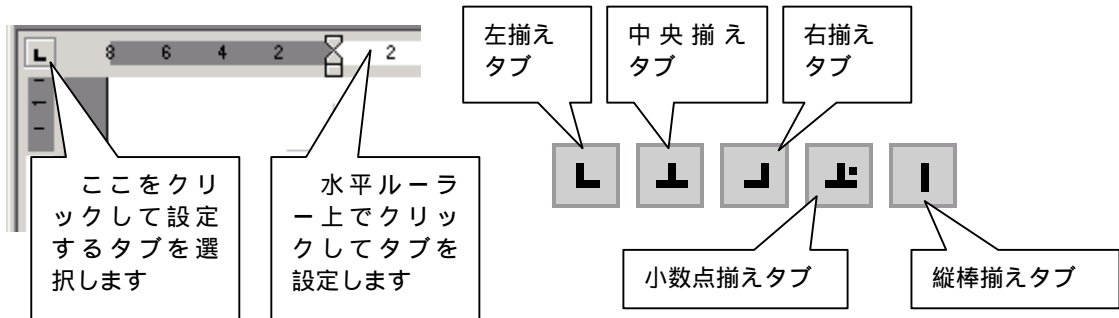 左揃え
タブ
中央揃え
タブ
右揃え
タブ
8 6 4 2 2
1
ここをクリ
ックして設定
するタブを選
択します
水平ルーラ
ー上でクリッ
クしてタブを
設定します
小数点揃えタブ
縦棒揃えタブ